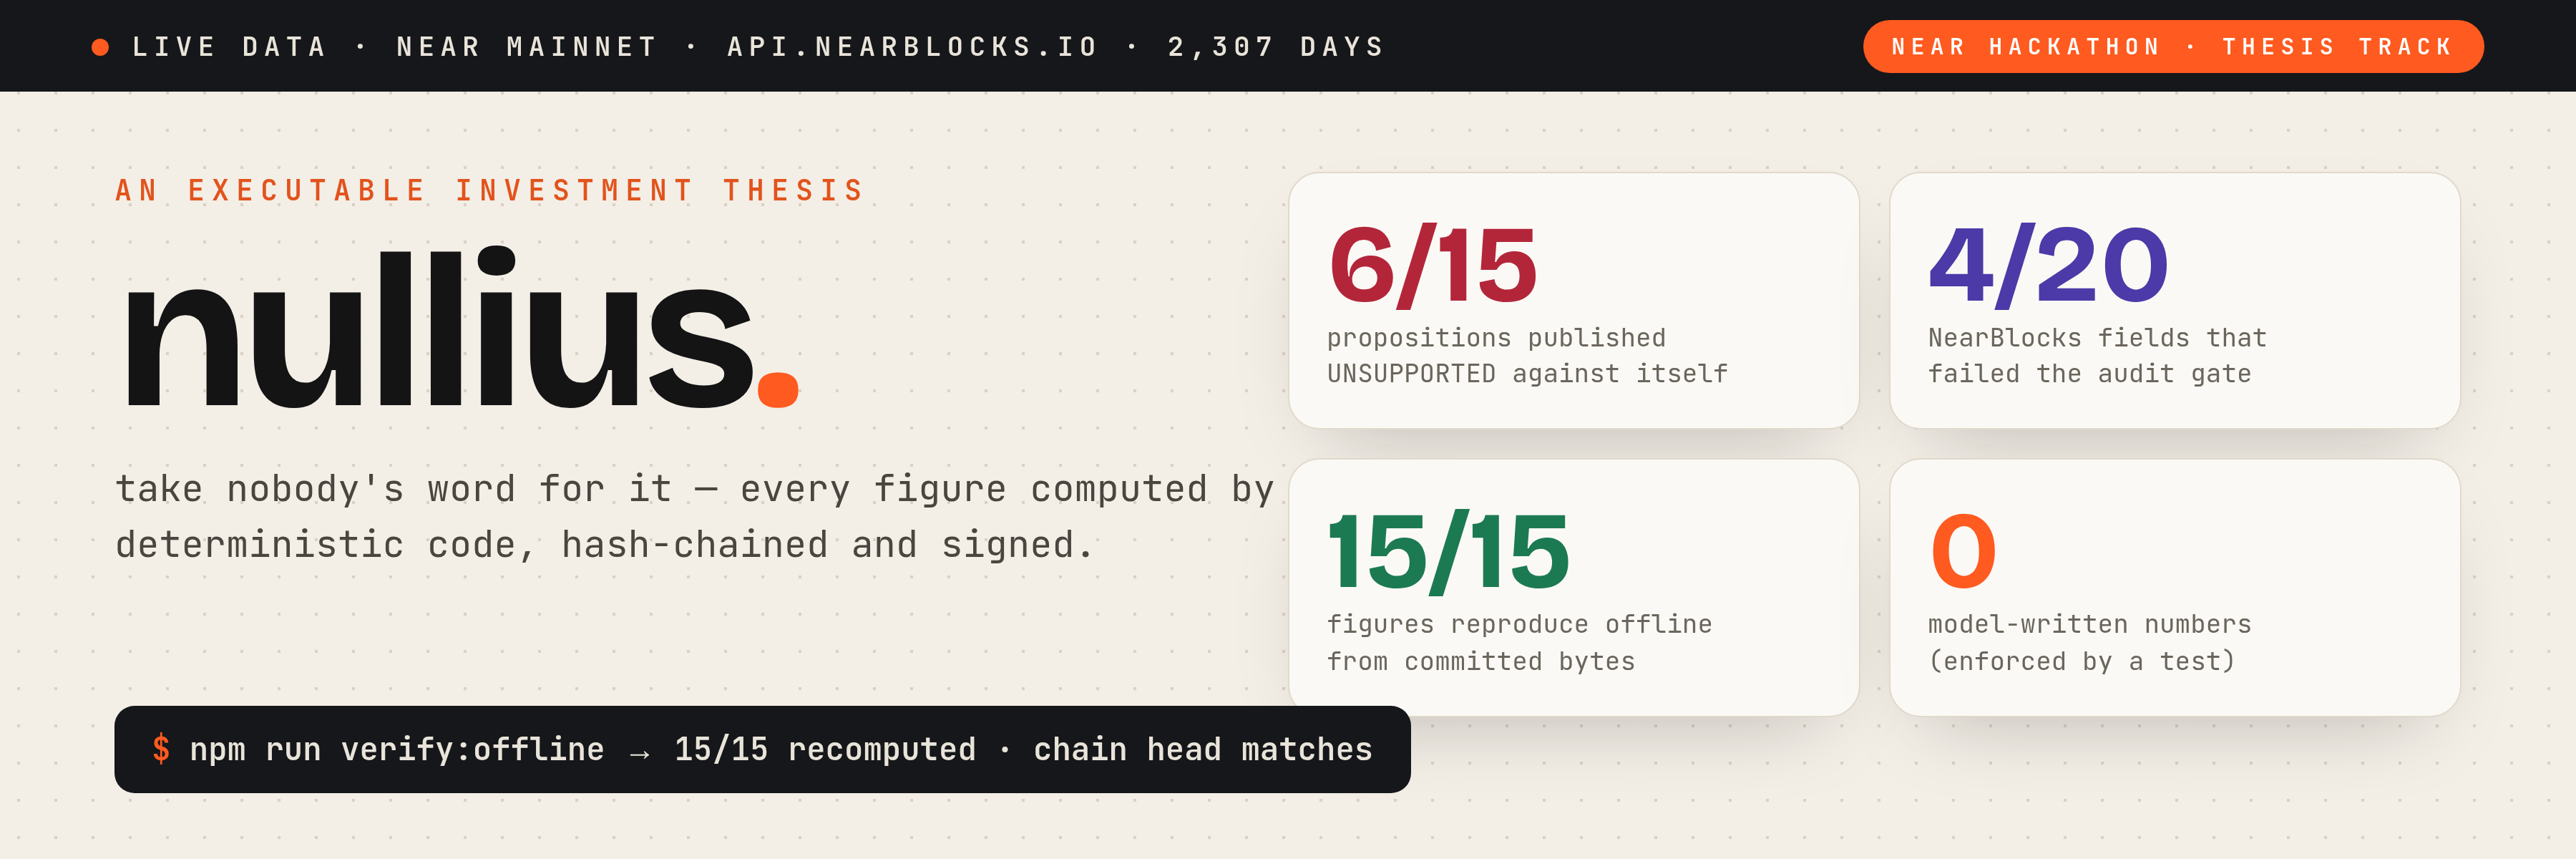 LIVE DATA · NEAR MAINNET · API.NEARBLOCKS.IO · 2,307 DAYS
NEAR HACKATHON · THESIS TRACK
AN EXECUTABLE INVESTMENT THESIS
nullius.
take nobody's word for it — every figure computed by
deterministic code, hash-chained and signed.
$ npm run verify:offline → 15/15 recomputed · chain head matches
6/15
propositions published
UNSUPPORTED against itself
4/20
NearBlocks fields that
failed the audit gate
15/15
figures reproduce offline
from committed bytes
0
model-written numbers
(enforced by a test)